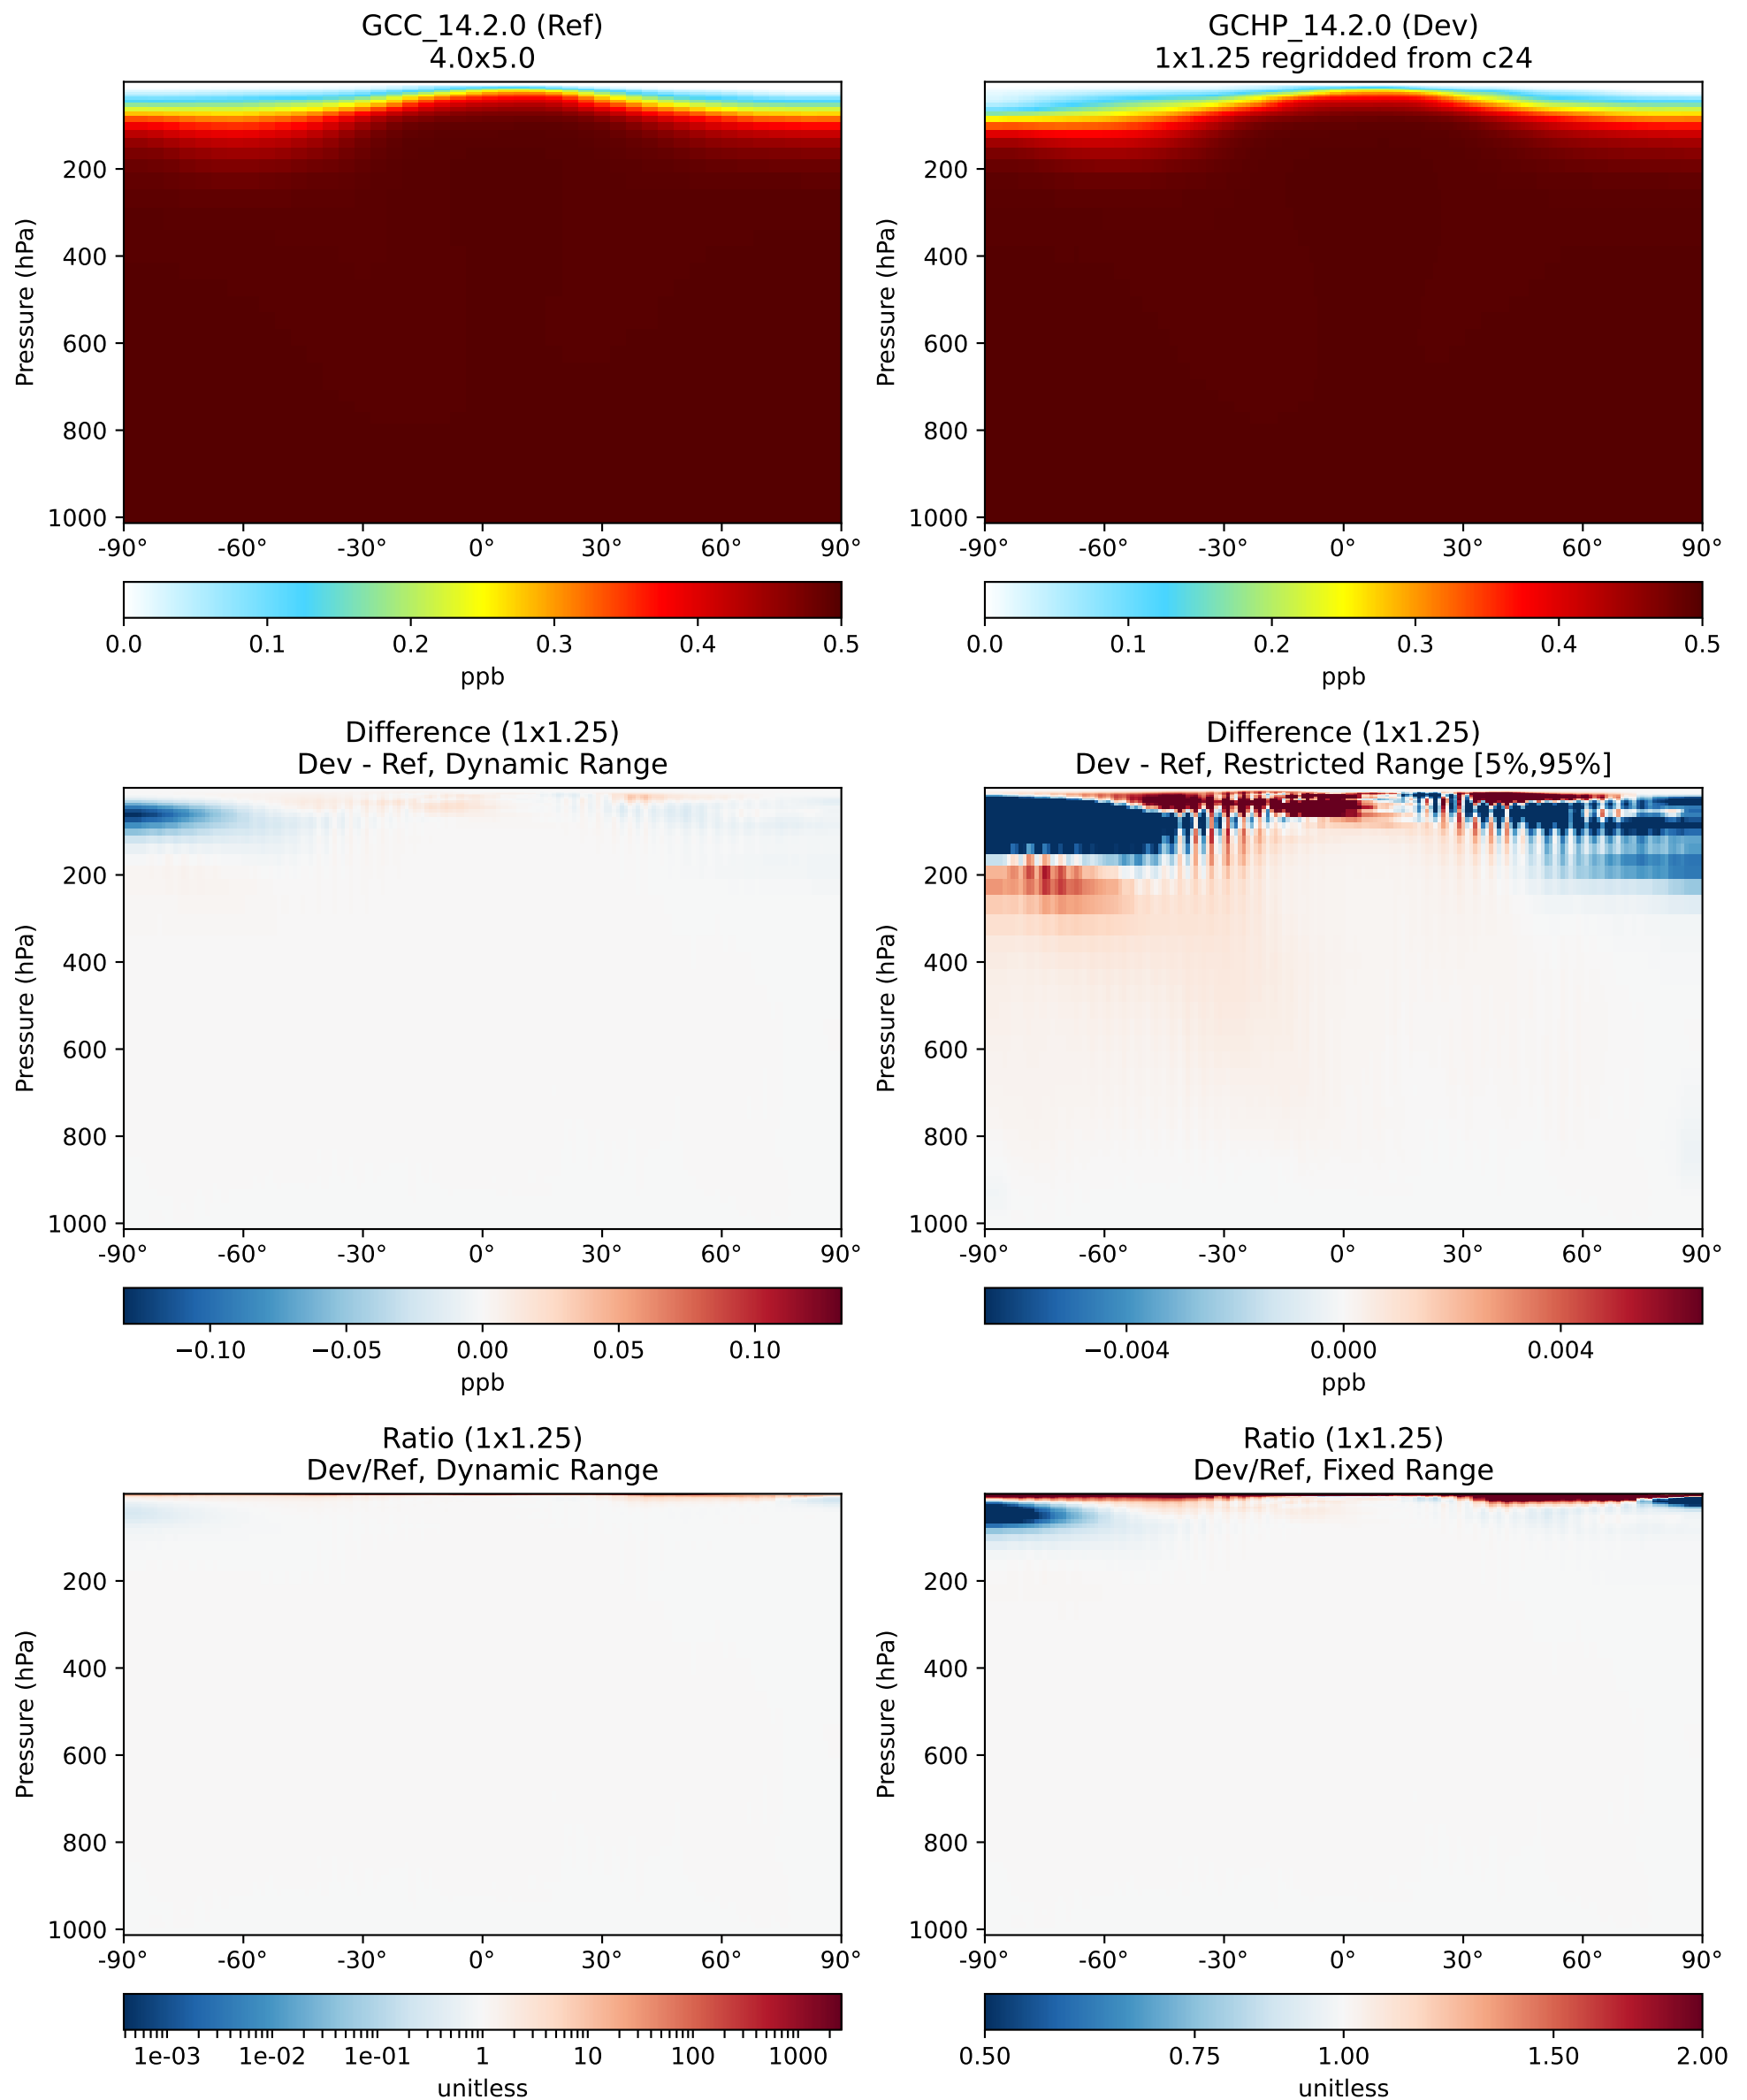 GCC_14.2.0 (Ref)
4.0x5.0
Pressure (hPa)
200
400
600
800
1000
-90° -60° -30° 0° 30° 60° 90°
0.0 0.1 0.2 0.3 0.4 0.5
ppb
GCHP_14.2.0 (Dev)
1x1.25 regridded from c24
Pressure (hPa)
200
400
600
800
1000
-90° -60° -30° 0° 30° 60° 90°
0.0 0.1 0.2 0.3 0.4 0.5
ppb
Difference (1x1.25)
Dev - Ref, Dynamic Range
Pressure (hPa)
200
400
600
800
1000
-90° -60° -30° 0° 30° 60° 90°
−0.10 −0.05 0.00 0.05 0.10
ppb
Difference (1x1.25)
Dev - Ref, Restricted Range [5%,95%]
Pressure (hPa)
200
400
600
800
1000
-90° -60° -30° 0° 30° 60° 90°
−0.004 0.000 0.004
ppb
Ratio (1x1.25)
Dev/Ref, Dynamic Range
Pressure (hPa)
200
400
600
800
1000
-90° -60° -30° 0° 30° 60° 90°
1e-03 1e-02 1e-01 1 10 100 1000
unitless
Ratio (1x1.25)
Dev/Ref, Fixed Range
Pressure (hPa)
200
400
600
800
1000
-90° -60° -30° 0° 30° 60° 90°
0.50 0.75 1.00 1.50 2.00
unitless